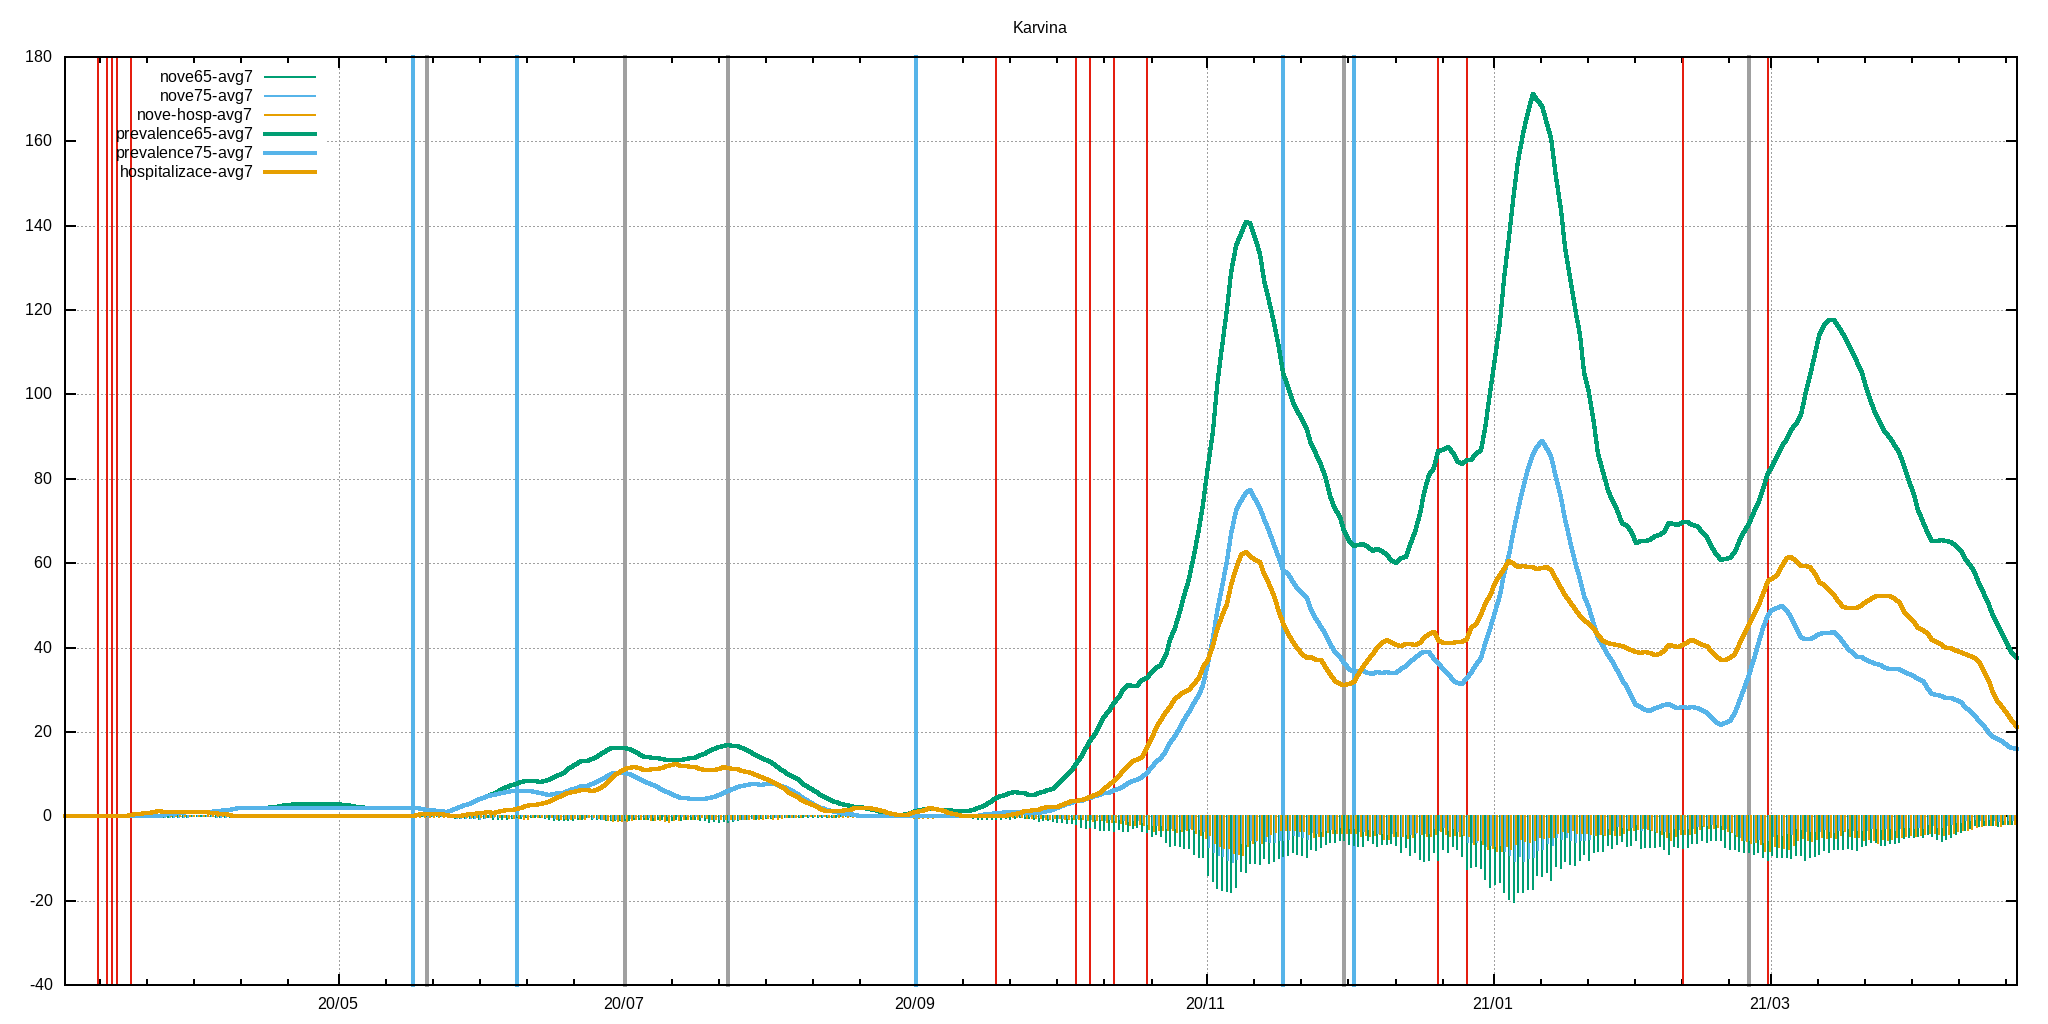 Karvina
180
160
140
120
100
80
60
40
20
0
-20
-40
nove65-avg7
nove75-avg7
nove-hosp-avg7
prevalence65-avg7
prevalence75-avg7
hospitalizace-avg7
20/05 20/07 20/09 20/11 21/01 21/03